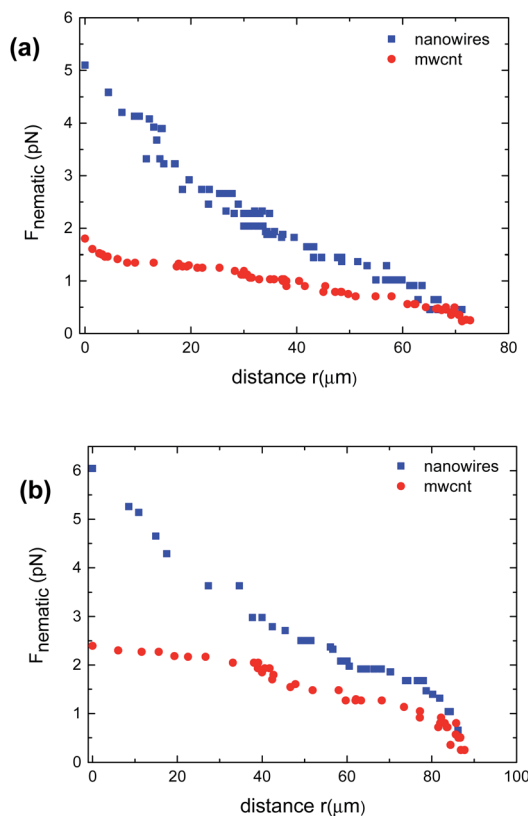 (a)
6
5
4
3
2
1
0
F_nematic (pN)
nanowires
mwcnt
0 20 40 60 80
distance r(μm)
(b)
6
5
4
3
2
1
0
F_nematic (pN)
nanowires
mwcnt
0 20 40 60 80 100
distance r(μm)